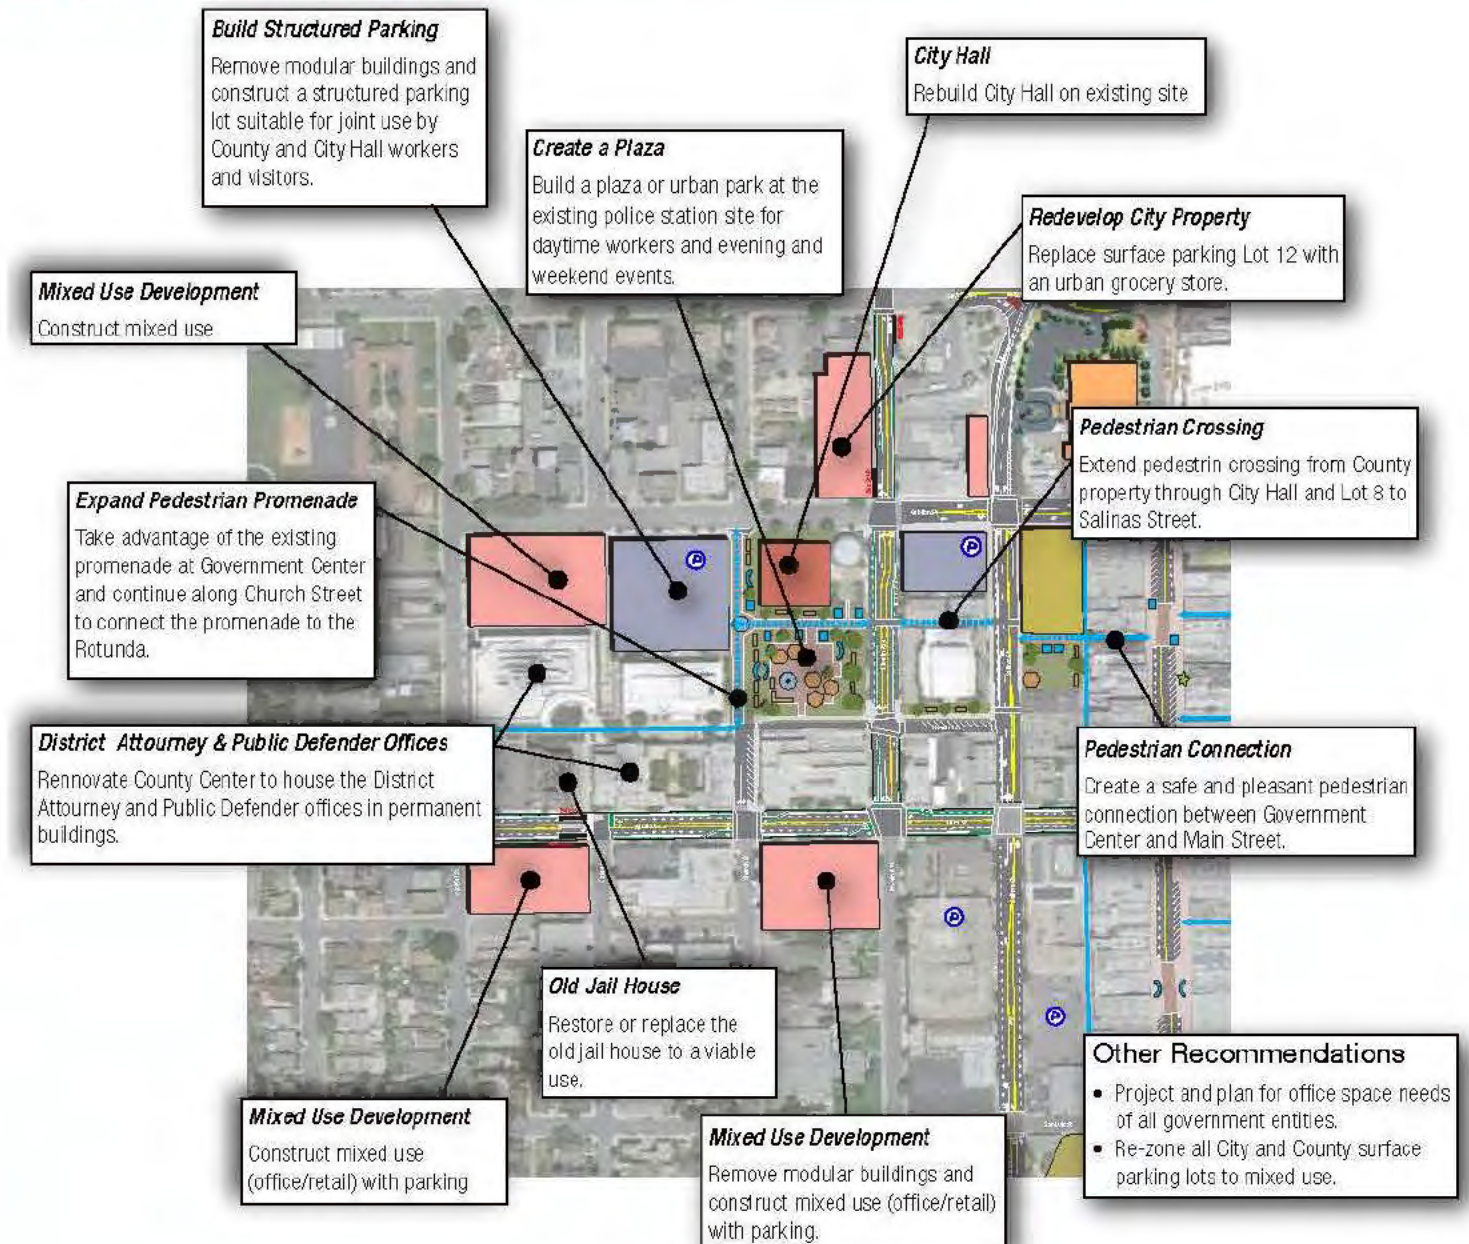 Build Structured Parking
Remove modular buildings and
construct a structured parking
lot suitable for joint use by
County and City Hall workers
and visitors.
City Hall
Rebuild City Hall on existing site
Create a Plaza
Build a plaza or urban park at the
existing police station site for
daytime workers and evening and
weekend events.
Redevelop City Property
Replace surface parking Lot 12 with
an urban grocery store.
Mixed Use Development
Construct mixed use
Pedestrian Crossing
Extend pedestrin crossing from County
property through City Hall and Lot 8 to
Salinas Street.
Expand Pedestrian Promenade
Take advantage of the existing
promenade at Government Center
and continue along Church Street
to connect the promenade to the
Rotunda.
P
P
District Attourney & Public Defender Offices
Rennovate County Center to house the District
Attourney and Public Defender offices in permanent
buildings.
Pedestrian Connection
Create a safe and pleasant pedestrian
connection between Government
Center and Main Street.
P
P
Old Jail House
Restore or replace the
old jail house to a viable
use.
Mixed Use Development
Construct mixed use
(office/retail) with parking
Mixed Use Development
Remove modular buildings and
construct mixed use (office/retail)
with parking.
Other Recommendations
• Project and plan for office space needs
of all government entities.
• Re-zone all City and County surface
parking lots to mixed use.